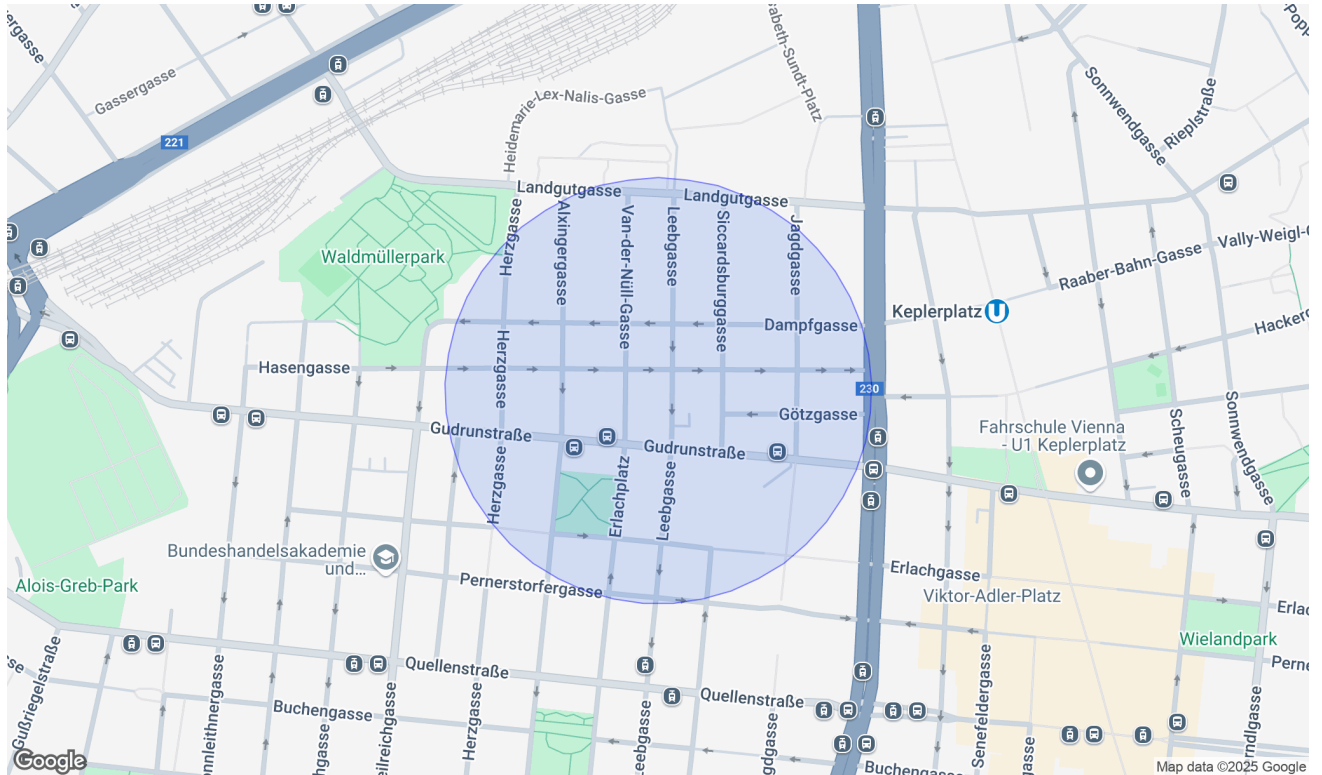 Gassergasse
221
Heidemarie-Lex-Nalis-Gasse
Sonnwendgasse
Rieplstraße
Landgutgasse
Landgutgasse
Herzgasse
Alxingergasse
Van-der-Nüll-Gasse
Leebgasse
Siccardsburggasse
Jagdgasse
Waldmüllerpark
Raaber-Bahn-Gasse
Keplerplatz
Dampfgasse
Herzgasse
Hasengasse
230
Götzgasse
Gudrunstraße
Gudrunstraße
Fahrschule Vienna
- U1 Keplerplatz
Scheugasse
Sonnwendgasse
Herzgasse
Erlachplatz
Leebgasse
Bundeshandelsakademie
und...
Alois-Greb-Park
Pernerstorfergasse
Erlachgasse
Viktor-Adler-Platz
Wielandpark
Gußriegelstraße
Quellenstraße
Quellenstraße
Herzgasse
Leebgasse
Senefeldergasse
Buchengasse
Google
Map data ©2025 Google